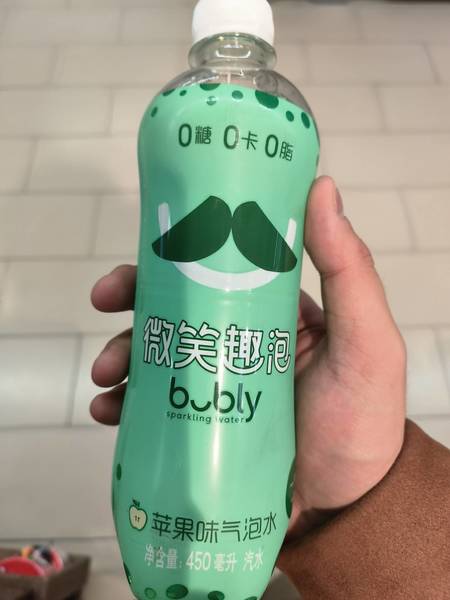 0糖 0卡 0脂
微笑趣泡
bubly
sparkling water
苹果味气泡水
净含量: 450毫升 汽水